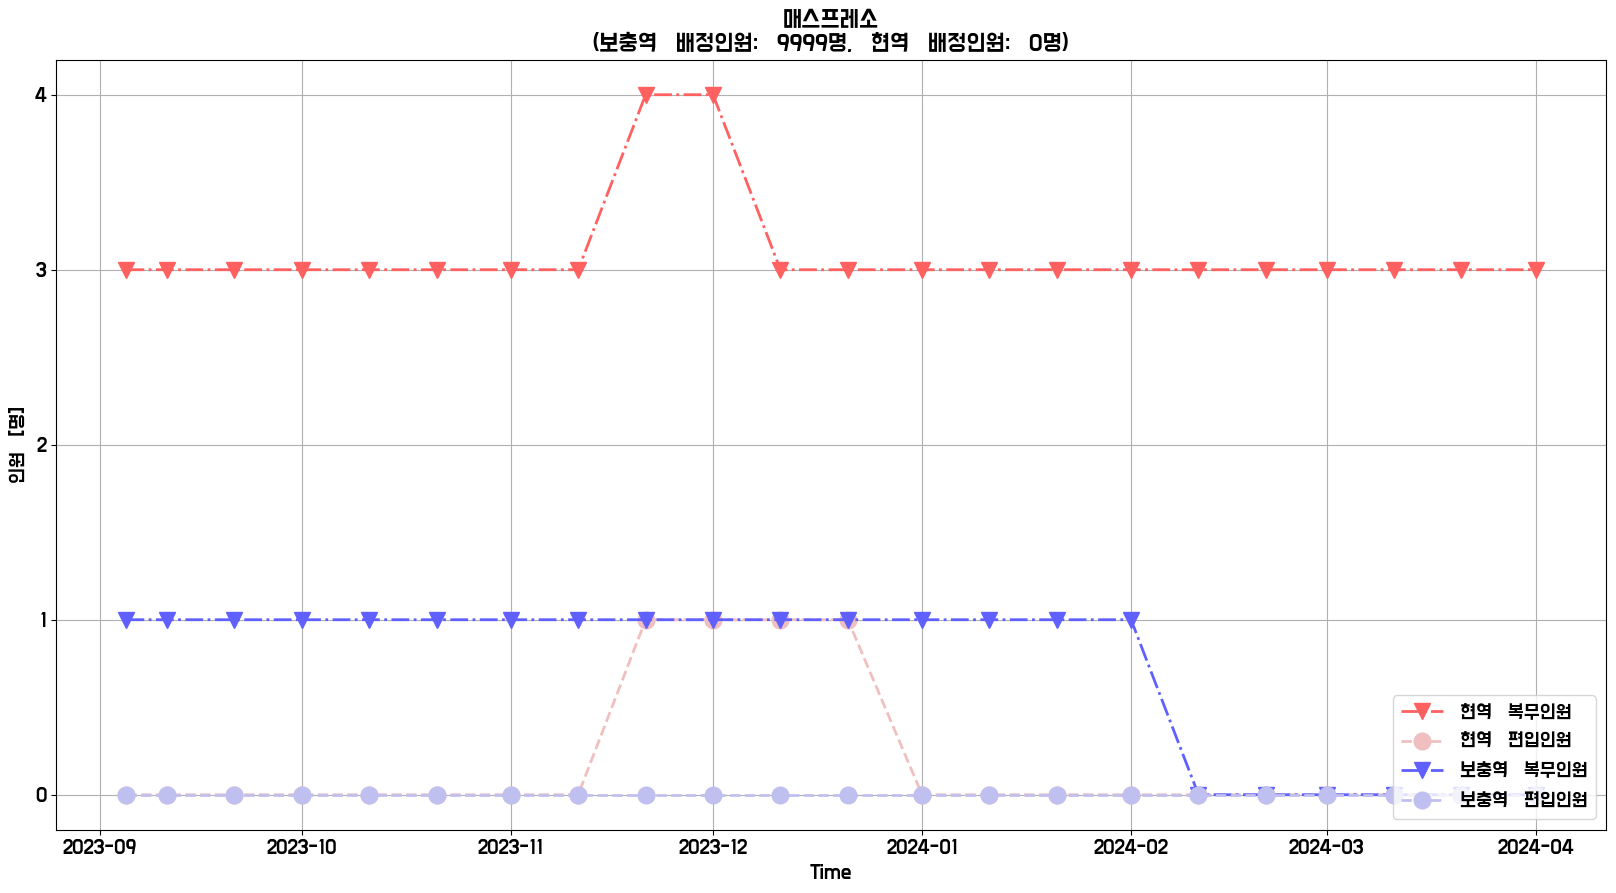 매스프레소
(보충역 배정인원: 9999명, 현역 배정인원: 0명)
인원 [명]
4
3
2
1
0
2023-09 2023-10 2023-11 2023-12 2024-01 2024-02 2024-03 2024-04
Time
현역 복무인원
현역 편입인원
보충역 복무인원
보충역 편입인원